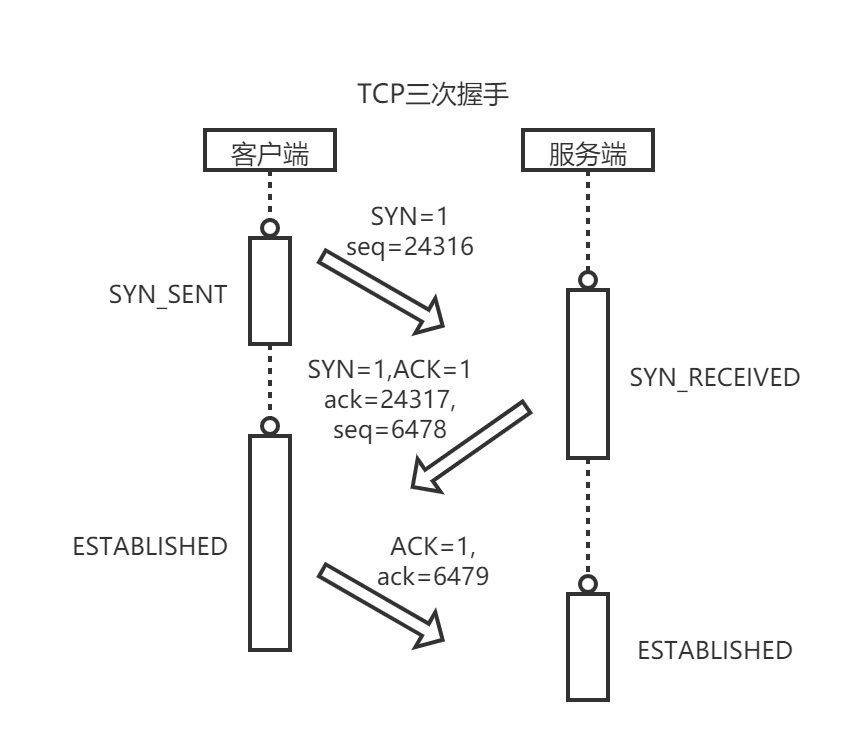 TCP三次握手
客户端
服务端
SYN=1
seq=24316
SYN_SENT
SYN=1,ACK=1
ack=24317,
seq=6478
SYN_RECEIVED
ESTABLISHED
ACK=1,
ack=6479
ESTABLISHED